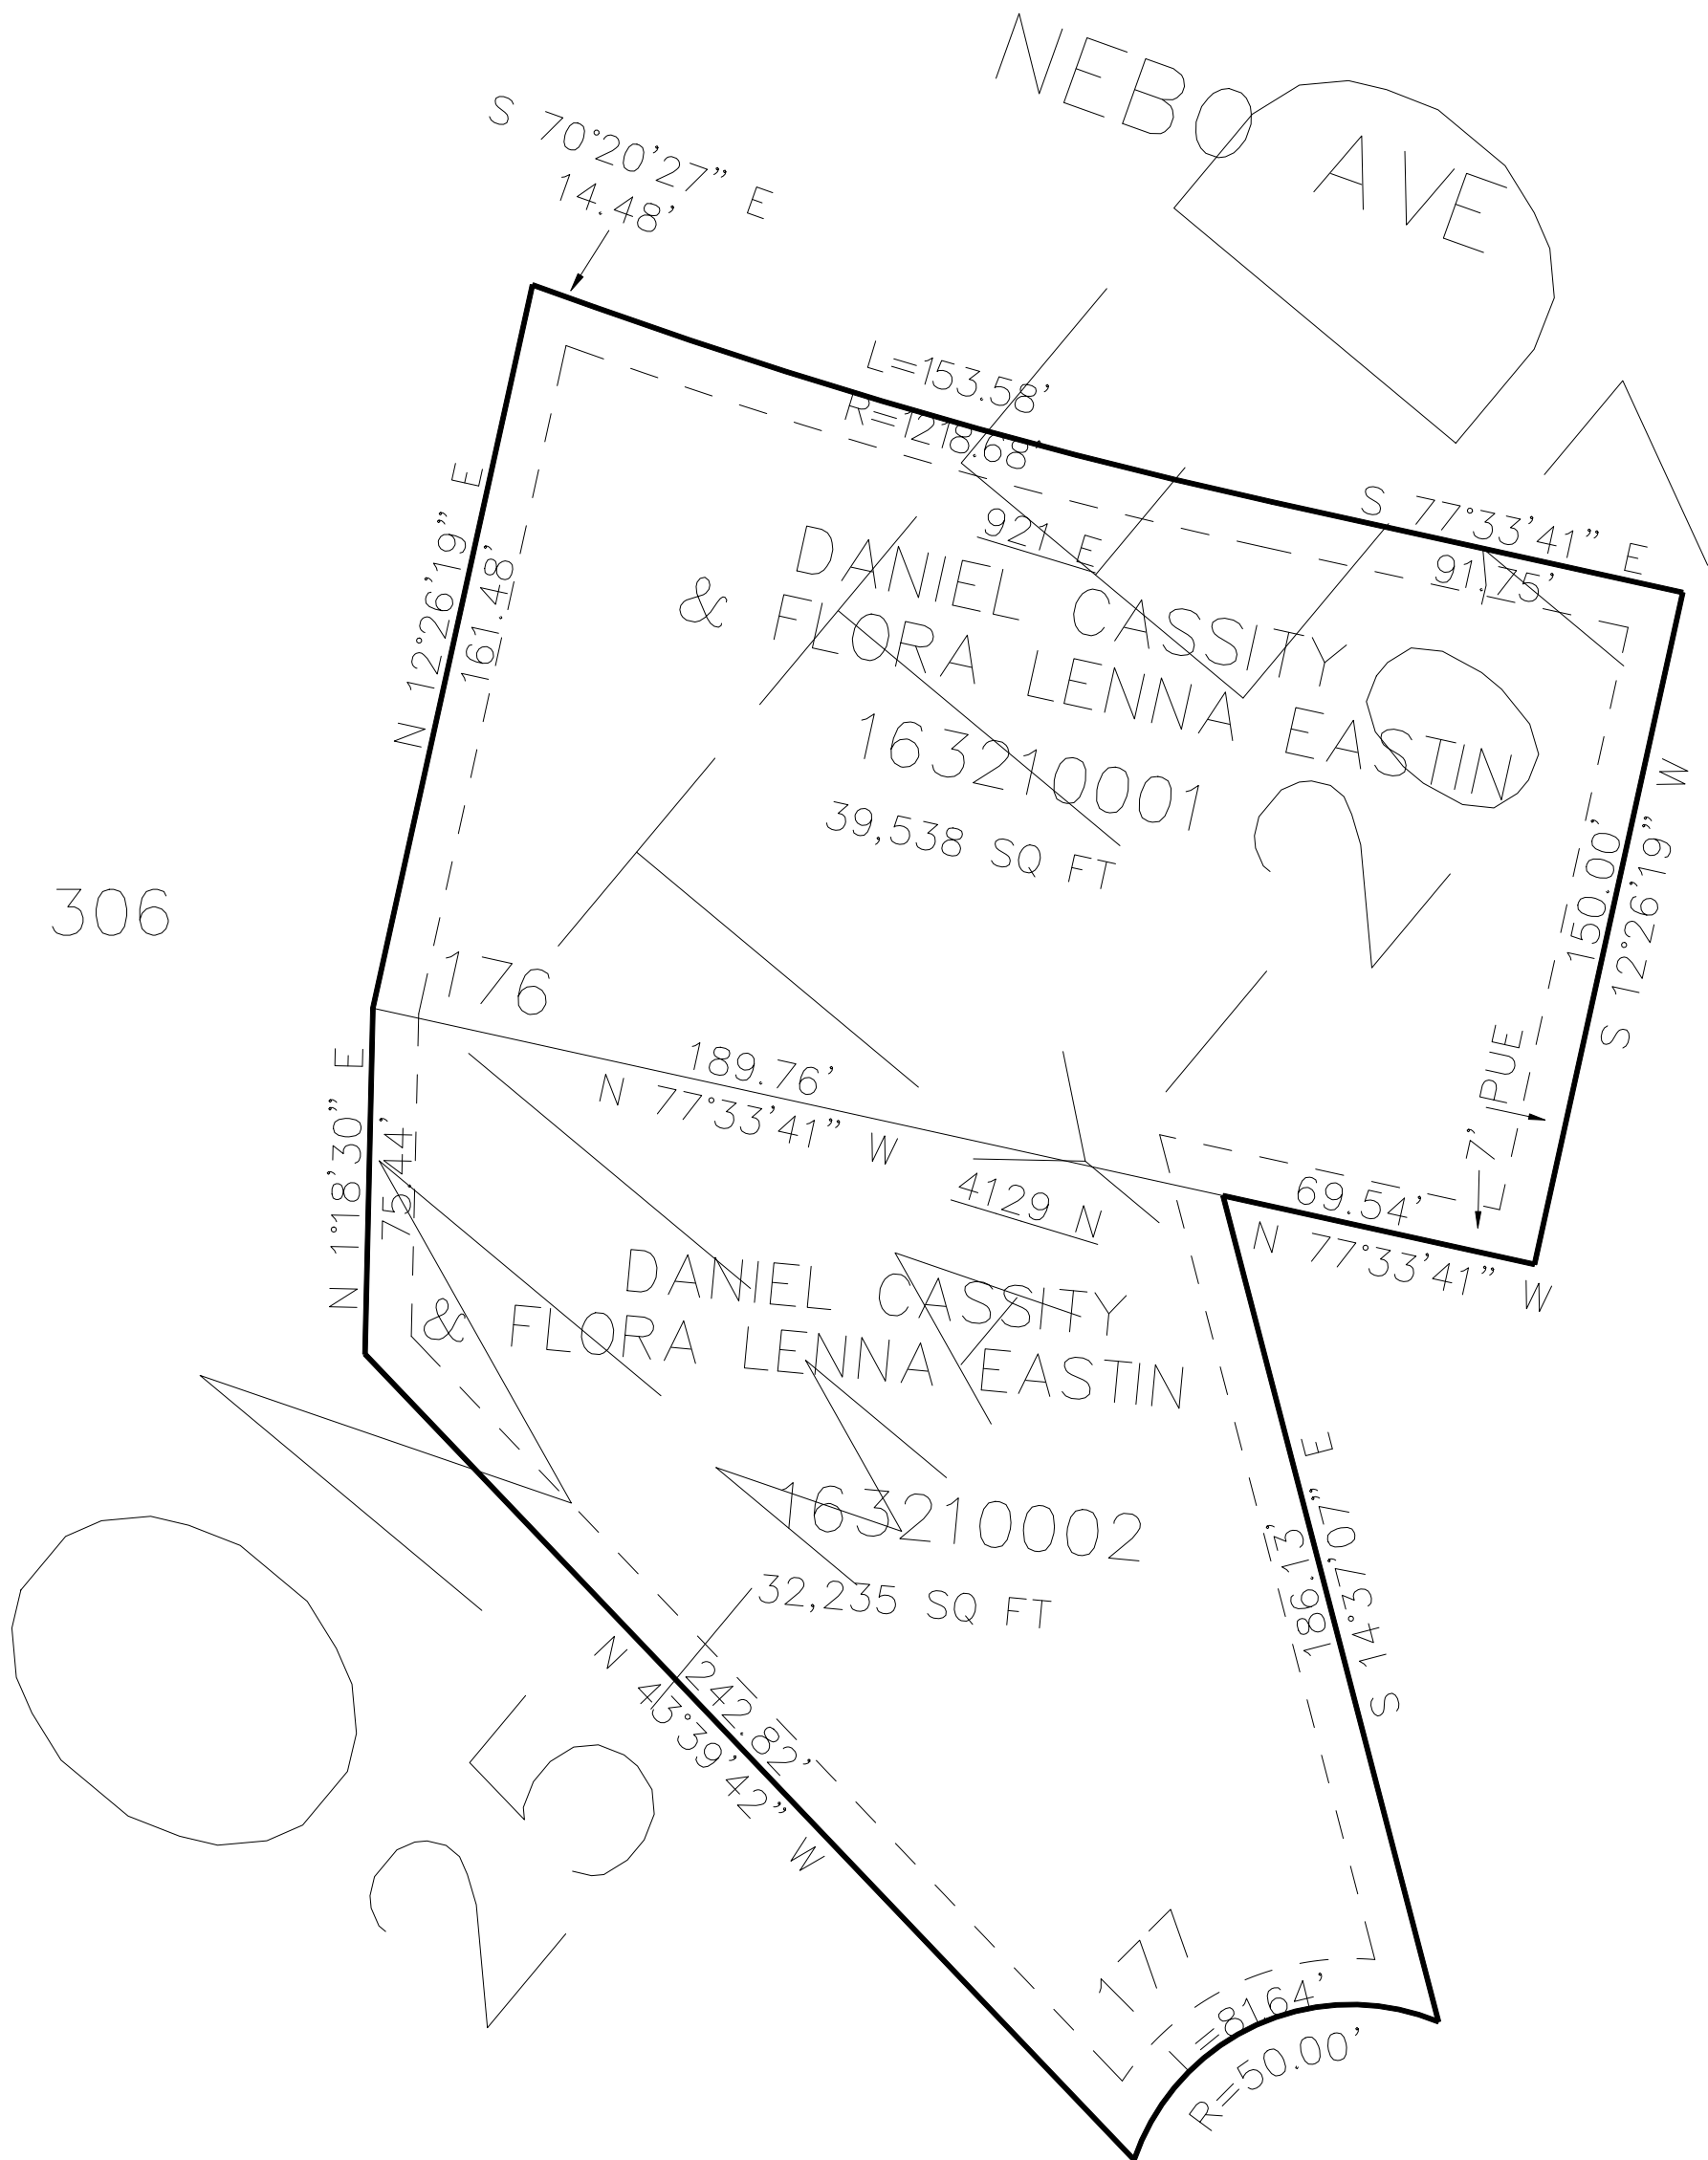 NEBO AVE
S 70°20'27" E
14.48'
L=153.58'
R=1218.68'
S 77°33'41" E
91.75'
921 E
N 12°26'19" E
161.48'
DANIEL CASSITY
& FLORA LENNA EASTIN
163210001
39,538 SQ FT
150.00'
S 12°26'19" W
306
176
7' PUE
189.76'
N 77°33'41" W
69.54'
N 77°33'41" W
4129 N
N 1°18'30" E
75.44'
DANIEL CASSITY
& FLORA LENNA EASTIN
163210002
32,235 SQ FT
186.13'
S 14°37'07" E
242.82'
N 43°39'42" W
177
L=81.64'
R=50.00'